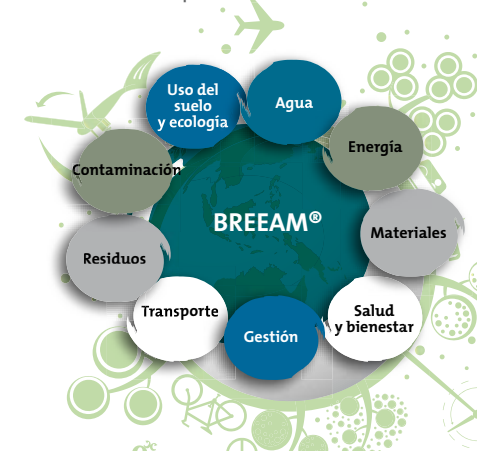 Uso del
suelo
y ecología
Agua
Energía
Contaminación
BREEAM®
Materiales
Residuos
Transporte
Salud
y bienestar
Gestión